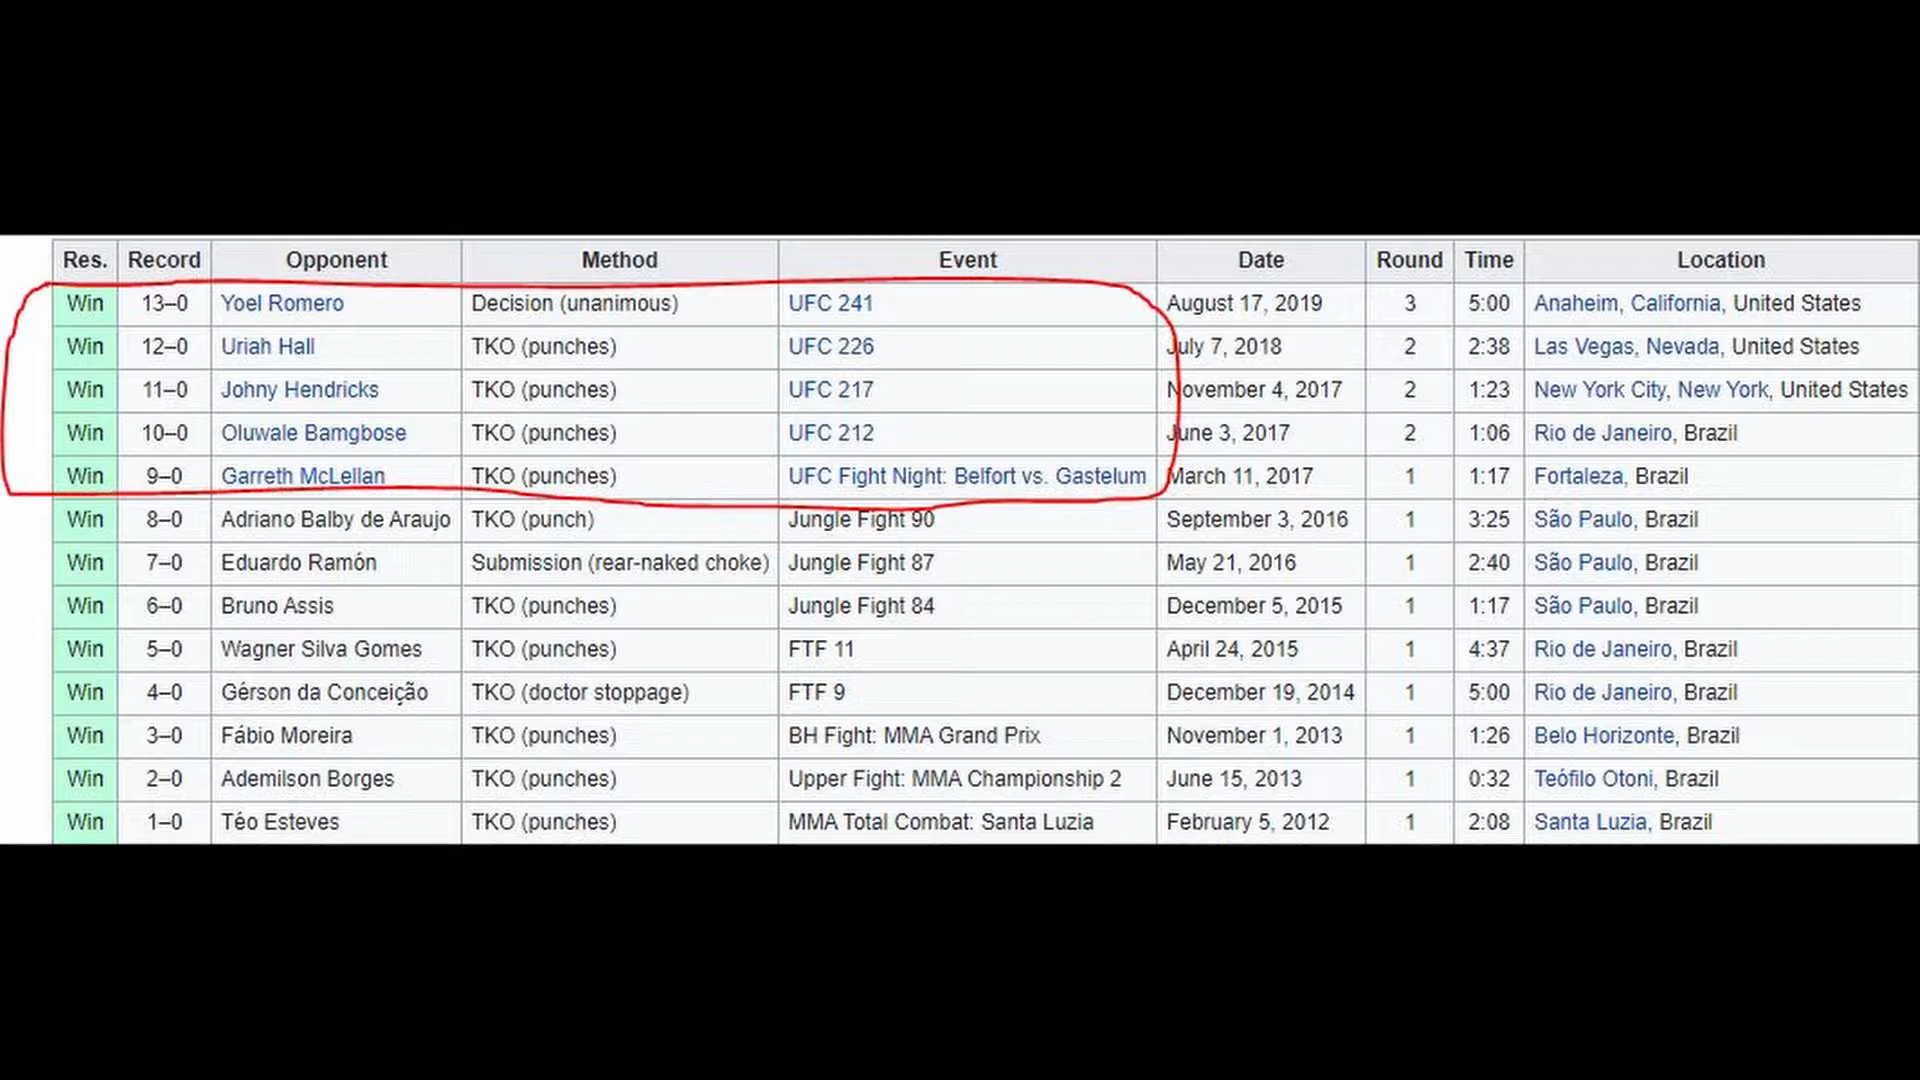 Res. Record Opponent Method Event Date Round Time Location
Win 13–0 Yoel Romero Decision (unanimous) UFC 241 August 17, 2019 3 5:00 Anaheim, California, United States
Win 12–0 Uriah Hall TKO (punches) UFC 226 July 7, 2018 2 2:38 Las Vegas, Nevada, United States
Win 11–0 Johny Hendricks TKO (punches) UFC 217 November 4, 2017 2 1:23 New York City, New York, United States
Win 10–0 Oluwale Bamgbose TKO (punches) UFC 212 June 3, 2017 2 1:06 Rio de Janeiro, Brazil
Win 9–0 Garreth McLellan TKO (punches) UFC Fight Night: Belfort vs. Gastelum March 11, 2017 1 1:17 Fortaleza, Brazil
Win 8–0 Adriano Balby de Araujo TKO (punch) Jungle Fight 90 September 3, 2016 1 3:25 São Paulo, Brazil
Win 7–0 Eduardo Ramón Submission (rear-naked choke) Jungle Fight 87 May 21, 2016 1 2:40 São Paulo, Brazil
Win 6–0 Bruno Assis TKO (punches) Jungle Fight 84 December 5, 2015 1 1:17 São Paulo, Brazil
Win 5–0 Wagner Silva Gomes TKO (punches) FTF 11 April 24, 2015 1 4:37 Rio de Janeiro, Brazil
Win 4–0 Gérson da Conceição TKO (doctor stoppage) FTF 9 December 19, 2014 1 5:00 Rio de Janeiro, Brazil
Win 3–0 Fábio Moreira TKO (punches) BH Fight: MMA Grand Prix November 1, 2013 1 1:26 Belo Horizonte, Brazil
Win 2–0 Ademilson Borges TKO (punches) Upper Fight: MMA Championship 2 June 15, 2013 1 0:32 Teófilo Otoni, Brazil
Win 1–0 Téo Esteves TKO (punches) MMA Total Combat: Santa Luzia February 5, 2012 1 2:08 Santa Luzia, Brazil